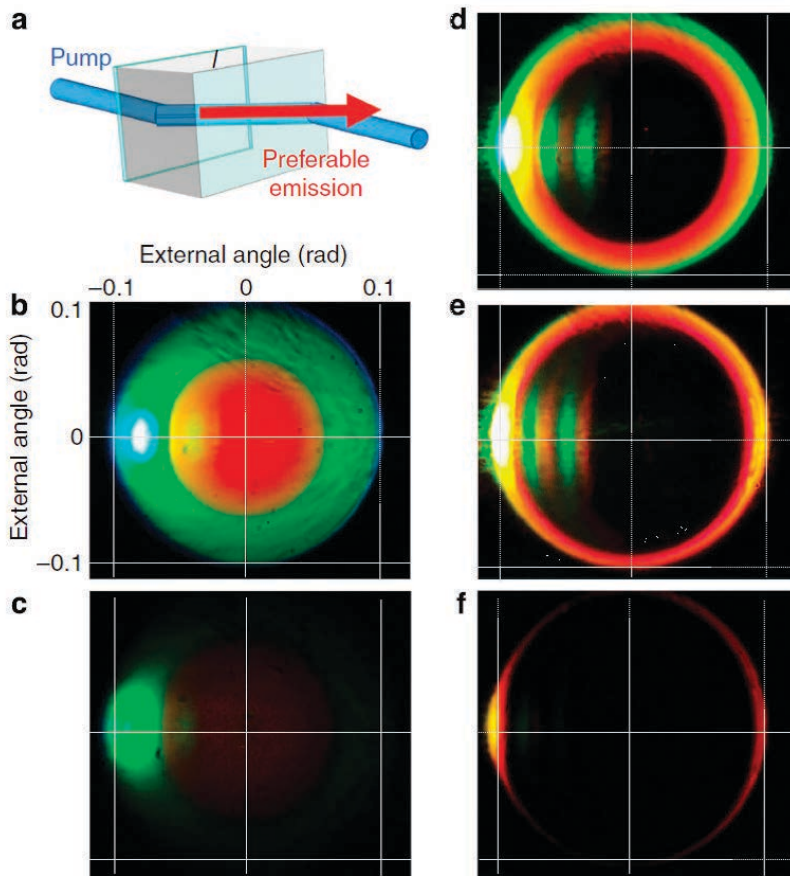 a
Pump
l
Preferable
emission
External angle (rad)
−0.1 0 0.1
b
External angle (rad)
0.1
0
−0.1
c
d
e
f